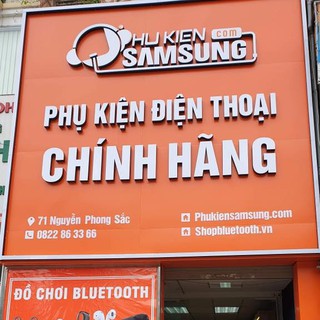 PHU KIEN .com
SAMSUNG
PHỤ KIỆN ĐIỆN THOẠI
CHÍNH HÃNG
71 Nguyễn Phong Sắc
Phukiensamsung.com
0822 86 33 66
Shopbluetooth.vn
ĐỒ CHƠI BLUETOOTH